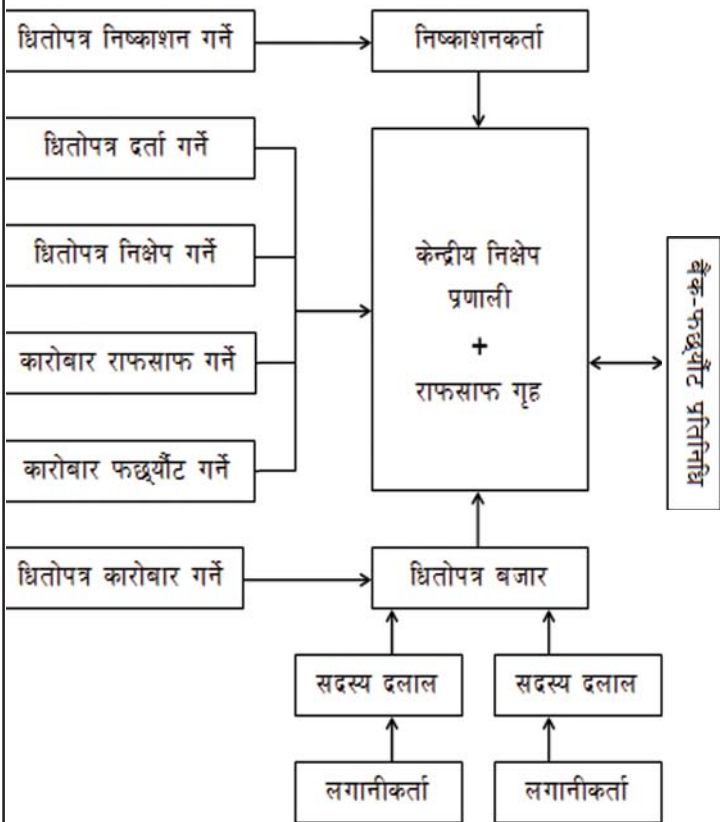 धितोपत्र निष्काशन गर्ने
निष्काशनकर्ता
धितोपत्र दर्ता गर्ने
धितोपत्र निक्षेप गर्ने
कारोबार राफसाफ गर्ने
कारोबार फछ्र्यौट गर्ने
केन्द्रीय निक्षेप
प्रणाली
+
राफसाफ गृह
बैंक-फछ्र्यौट प्रतिनिधि
धितोपत्र कारोबार गर्ने
धितोपत्र बजार
सदस्य दलाल
सदस्य दलाल
लगानीकर्ता
लगानीकर्ता